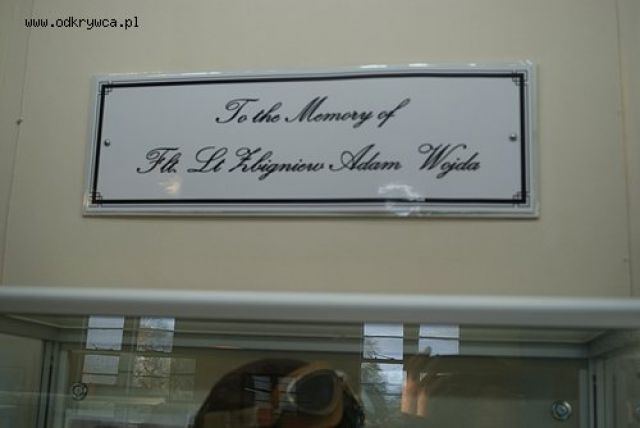 www.odkrywca.pl
To the Memory of
Flt. Lt Zbigniew Adam Wojda